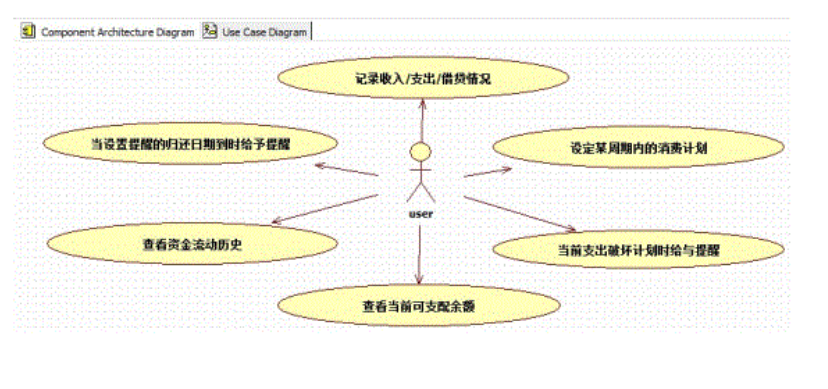 Component Architecture Diagram
Use Case Diagram
记录收入/支出/借贷情况
当设置提醒的归还日期到时给予提醒
设定某周期内的消费计划
user
查看资金流动历史
当前支出破坏计划时给与提醒
查看当前可支配余额